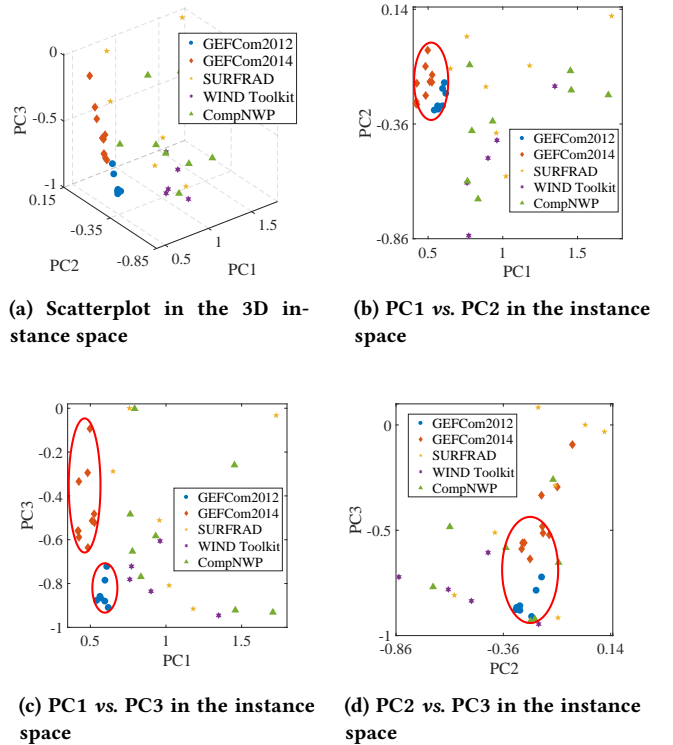 0
-0.5
-1
0.15
-0.35
-0.85
0.5
1
1.5
PC3
PC2
PC1
GEFCom2012
GEFCom2014
SURFRAD
WIND Toolkit
CompNWP
(a) Scatterplot in the 3D in-
stance space
0.14
-0.36
-0.86
0.5
1
1.5
PC2
PC1
GEFCom2012
GEFCom2014
SURFRAD
WIND Toolkit
CompNWP
(b) PC1 vs. PC2 in the instance
space
0
-0.2
-0.4
-0.6
-0.8
-1
0.5
1
1.5
PC3
PC1
GEFCom2012
GEFCom2014
SURFRAD
WIND Toolkit
CompNWP
(c) PC1 vs. PC3 in the instance
space
0
-0.5
-1
-0.86
-0.36
0.14
PC3
PC2
GEFCom2012
GEFCom2014
SURFRAD
WIND Toolkit
CompNWP
(d) PC2 vs. PC3 in the instance
space